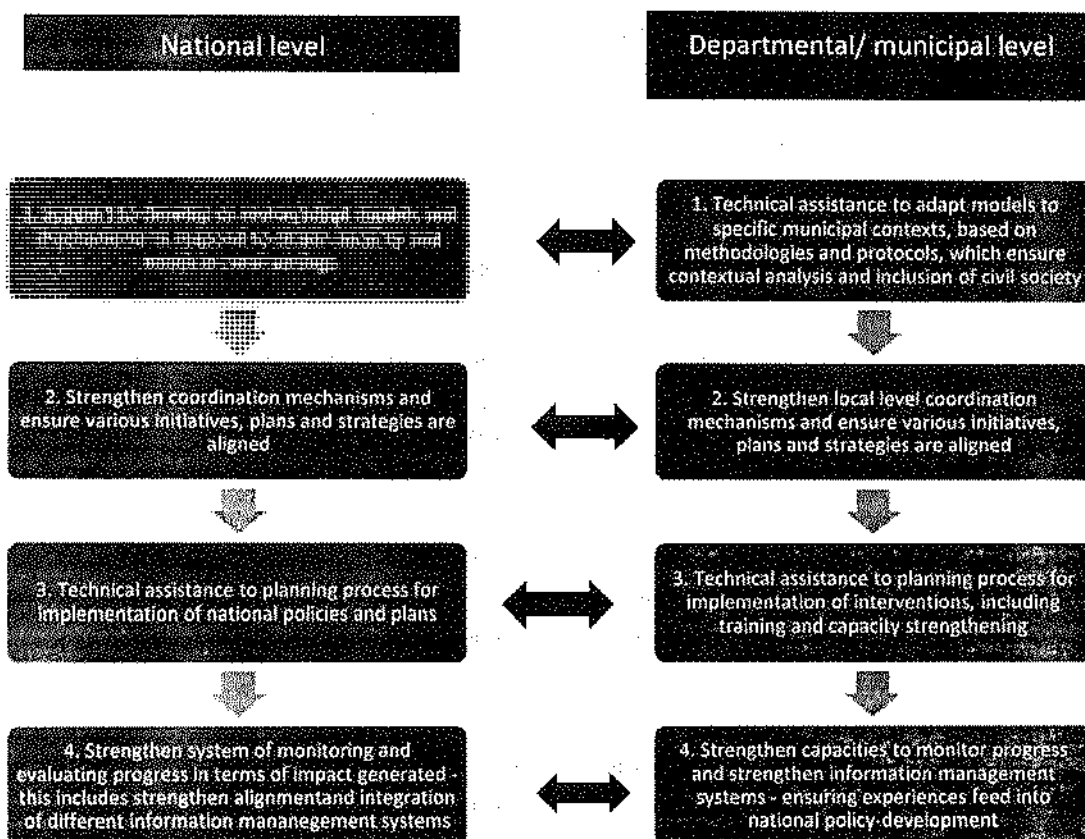 National level
Departmental/ municipal level
1. Technical assistance to adapt models to
specific municipal contexts, based on
methodologies and protocols, which ensure
contextual analysis and inclusion of civil society
2. Strengthen coordination mechanisms and
ensure various initiatives, plans and strategies are
aligned
2. Strengthen local level coordination
mechanisms and ensure various initiatives,
plans and strategies are aligned
3. Technical assistance to planning process for
implementation of national policies and plans
3. Technical assistance to planning process for
implementation of interventions, including
training and capacity strengthening
4. Strengthen system of monitoring and
evaluating progress in terms of impact generated -
this includes strengthen alignmentand integration
of different information mananegement systems
4. Strengthen capacities to monitor progress
and strengthen information management
systems - ensuring experiences feed into
national policy development